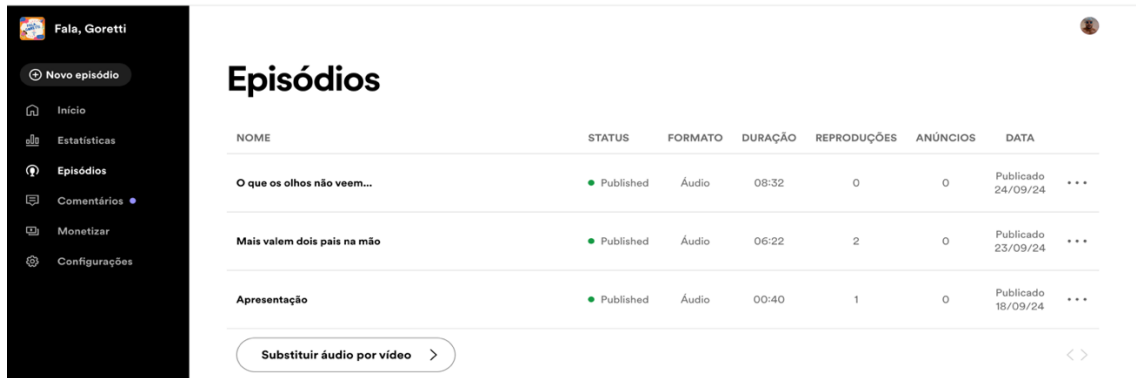 Fala, Goretti
Novo episódio
Início
Estatísticas
Episódios
Comentários
Monetizar
Configurações
Episódios
NOME STATUS FORMATO DURAÇÃO REPRODUÇÕES ANÚNCIOS DATA
O que os olhos não veem... Published Áudio 08:32 0 0 Publicado
24/09/24
Mais valem dois pais na mão Published Áudio 06:22 2 0 Publicado
23/09/24
Apresentação Published Áudio 00:40 1 0 Publicado
18/09/24
Substituir áudio por vídeo